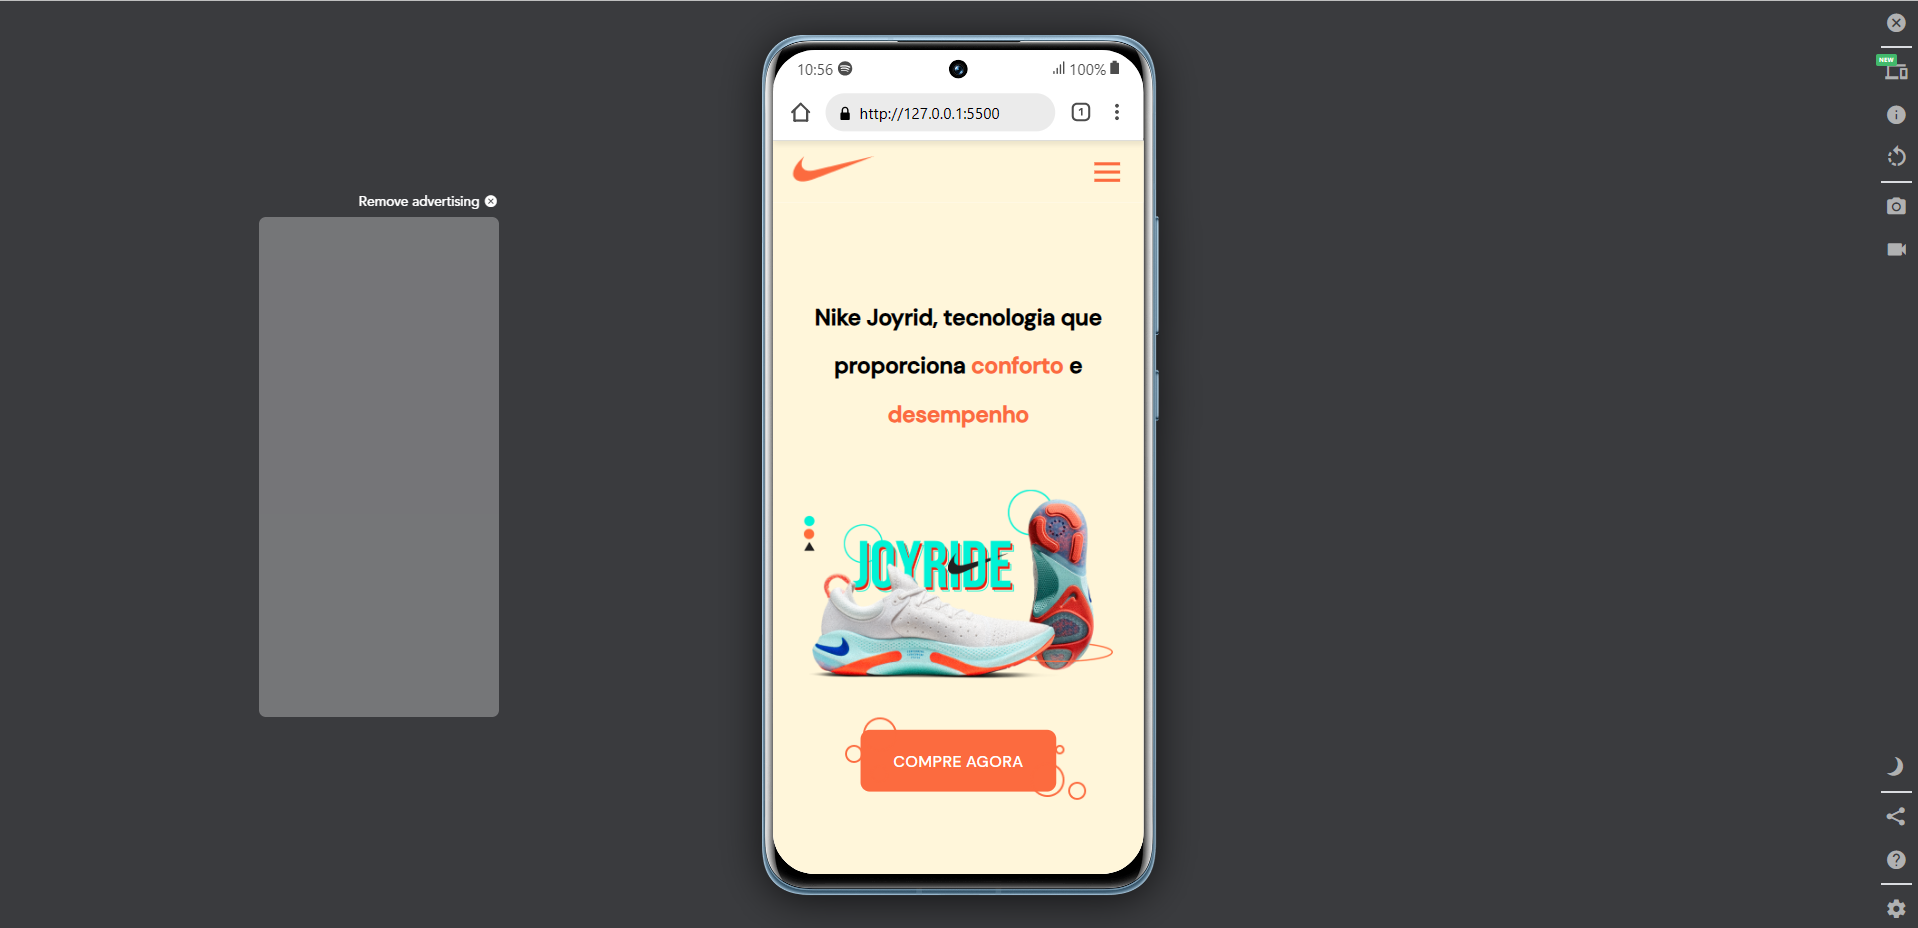 NEW
Remove advertising
10:56
100%
http://127.0.0.1:5500
1
Nike Joyrid, tecnologia que
proporciona conforto e
desempenho
JOYRIDE
COMPRE AGORA